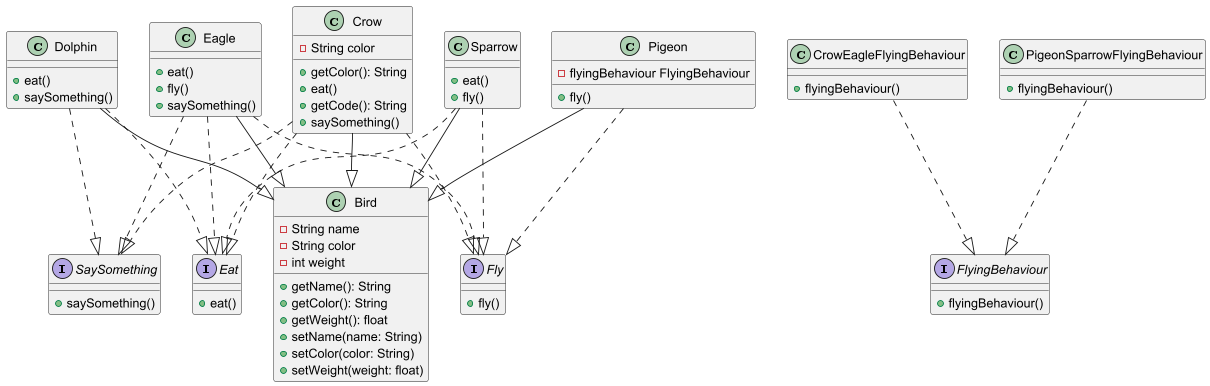 C Dolphin
eat()
saySomething()
C Eagle
eat()
fly()
saySomething()
C Crow
String color
getColor(): String
eat()
getCode(): String
saySomething()
C Sparrow
eat()
fly()
C Pigeon
flyingBehaviour FlyingBehaviour
fly()
C CrowEagleFlyingBehaviour
flyingBehaviour()
C PigeonSparrowFlyingBehaviour
flyingBehaviour()
I SaySomething
saySomething()
I Eat
eat()
C Bird
String name
String color
int weight
getName(): String
getColor(): String
getWeight(): float
setName(name: String)
setColor(color: String)
setWeight(weight: float)
I Fly
fly()
I FlyingBehaviour
flyingBehaviour()